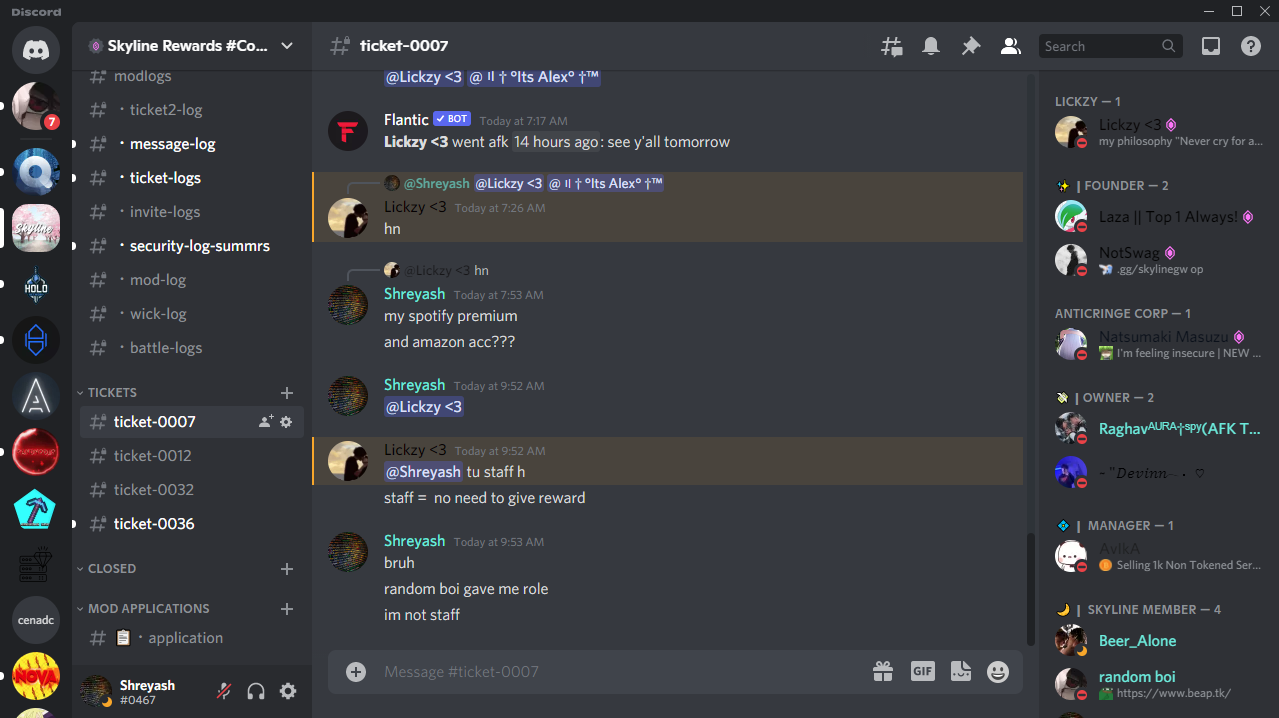 Discord
Skyline Rewards #Co...
ticket-0007
Search
modlogs
・ticket2-log
・message-log
・ticket-logs
・invite-logs
・security-log-summrs
・mod-log
・wick-log
・battle-logs
TICKETS
ticket-0007
ticket-0012
ticket-0032
ticket-0036
CLOSED
MOD APPLICATIONS
・application
Shreyash
#0467
7
HOLO
cenadc
NOVA
@Lickzy <3 @〢†°Its Alex°†™
Flantic ✓ BOT Today at 7:17 AM
Lickzy <3 went afk 14 hours ago: see y'all tomorrow
@Shreyash @Lickzy <3 @〢†°Its Alex°†™
Lickzy <3 Today at 7:26 AM
hn
@Lickzy <3 hn
Shreyash Today at 7:53 AM
my spotify premium
and amazon acc???
Shreyash Today at 9:52 AM
@Lickzy <3
Lickzy <3 Today at 9:52 AM
@Shreyash tu staff h
staff = no need to give reward
Shreyash Today at 9:53 AM
bruh
random boi gave me role
im not staff
Message #ticket-0007
GIF
LICKZY — 1
Lickzy <3
my philosophy "Never cry for a...
✨ | FOUNDER — 2
Laza || Top 1 Always!
NotSwag
.gg/skylinegw op
ANTICRINGE CORP — 1
Natsumaki Masuzu
I'm feeling insecure | NEW ...
| OWNER — 2
Raghavᴬᵁᴿᴬ†ˢᵖʸ(AFK T...
- "𝐷𝑒𝑣𝑖𝑛𝑛— • ♡
💠 | MANAGER — 1
AvIkA
Selling 1k Non Tokened Ser...
🌙 | SKYLINE MEMBER — 4
Beer_Alone
random boi
https://www.beap.tk/